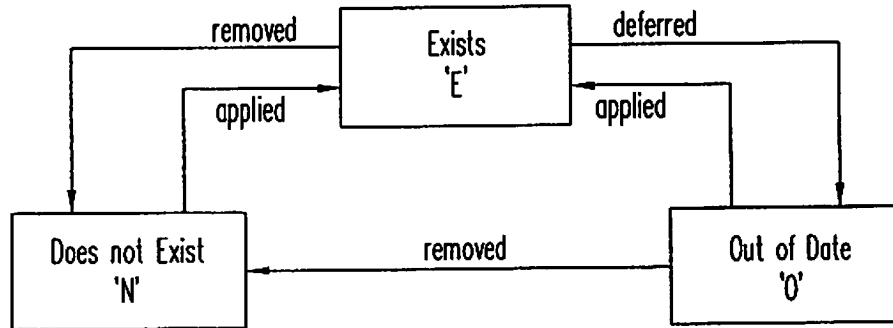 removed
Exists
'E'
deferred
applied
applied
Does not Exist
'N'
removed
Out of Date
'O'